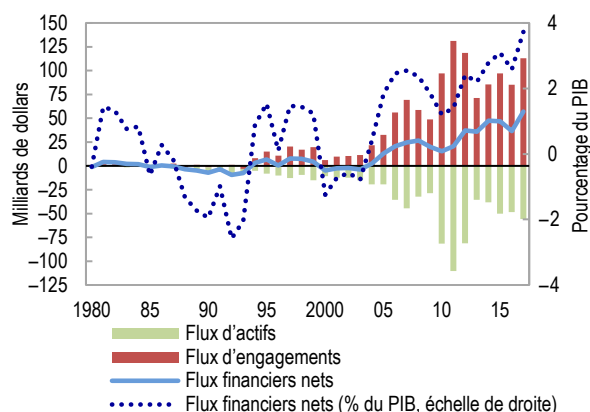 150
125
100
75
50
25
0
–25
–50
–75
–100
–125
Milliards de dollars
4
2
0
–2
–4
Pourcentage du PIB
1980 85 90 95 2000 05 10 15
Flux d'actifs
Flux d'engagements
Flux financiers nets
Flux financiers nets (% du PIB, échelle de droite)